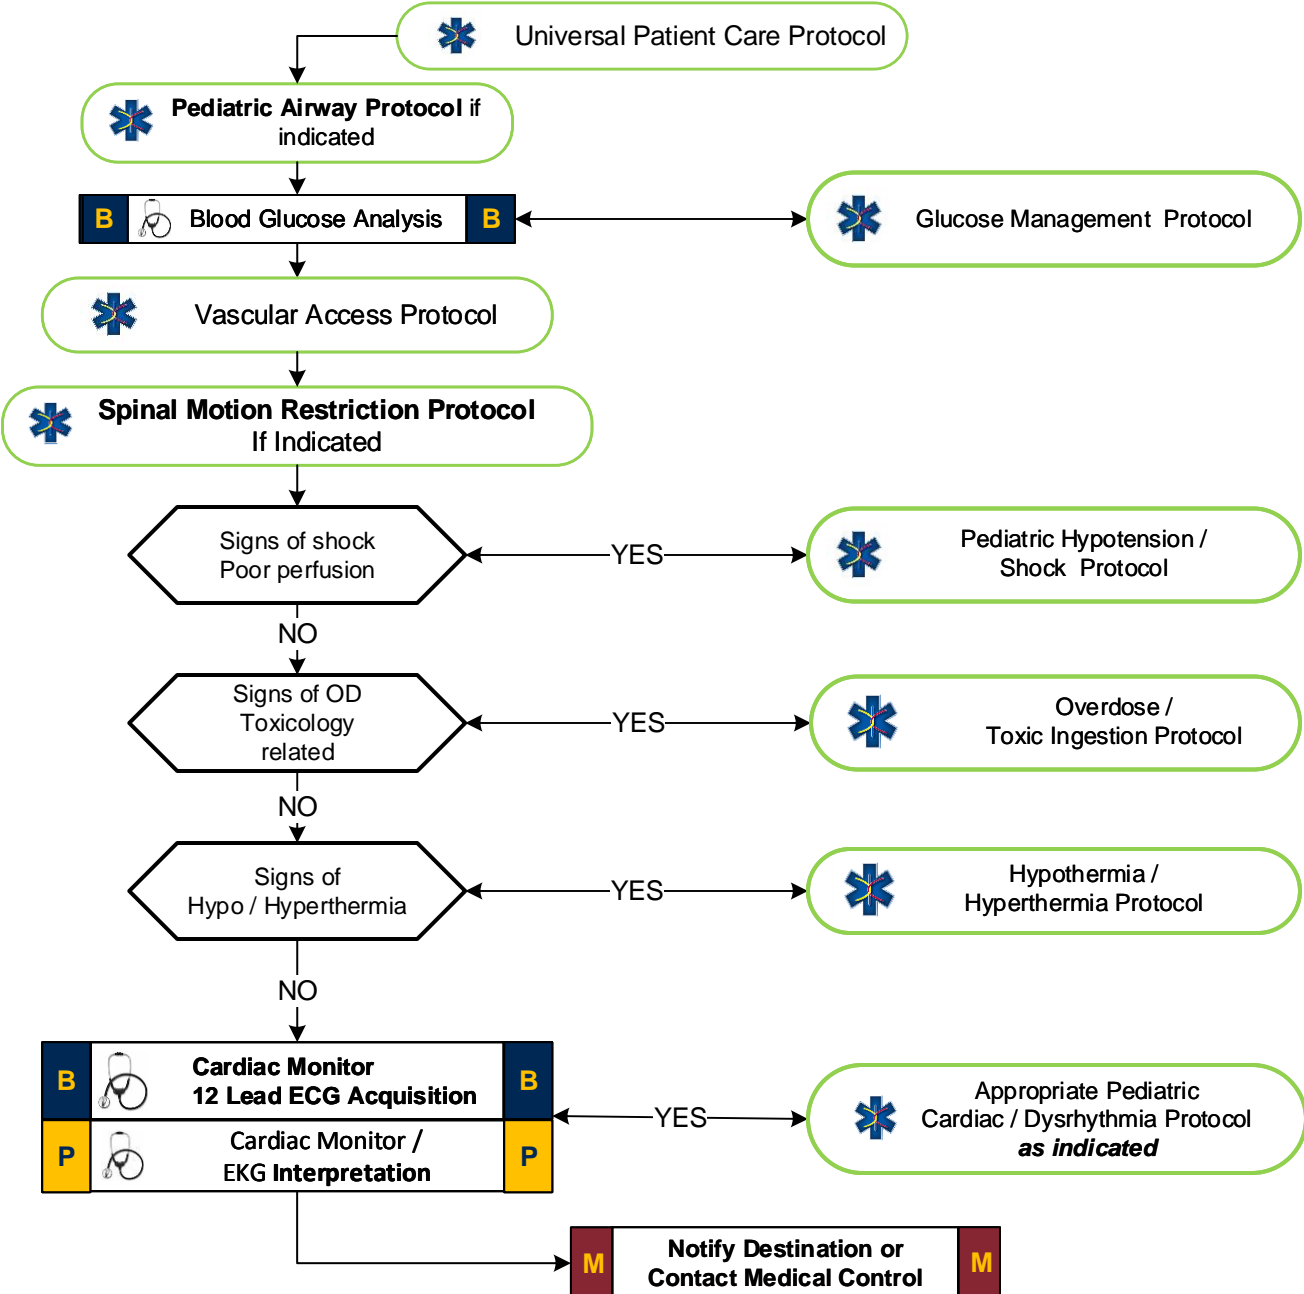 Universal Patient Care Protocol
Pediatric Airway Protocol if
indicated
B Blood Glucose Analysis B
Glucose Management Protocol
Vascular Access Protocol
Spinal Motion Restriction Protocol
If Indicated
Signs of shock
Poor perfusion
YES
Pediatric Hypotension /
Shock Protocol
NO
Signs of OD
Toxicology
related
YES
Overdose /
Toxic Ingestion Protocol
NO
Signs of
Hypo / Hyperthermia
YES
Hypothermia /
Hyperthermia Protocol
NO
B
Cardiac Monitor
12 Lead ECG Acquisition
B
P
Cardiac Monitor /
EKG Interpretation
P
YES
Appropriate Pediatric
Cardiac / Dysrhythmia Protocol
as indicated
M
Notify Destination or
Contact Medical Control
M